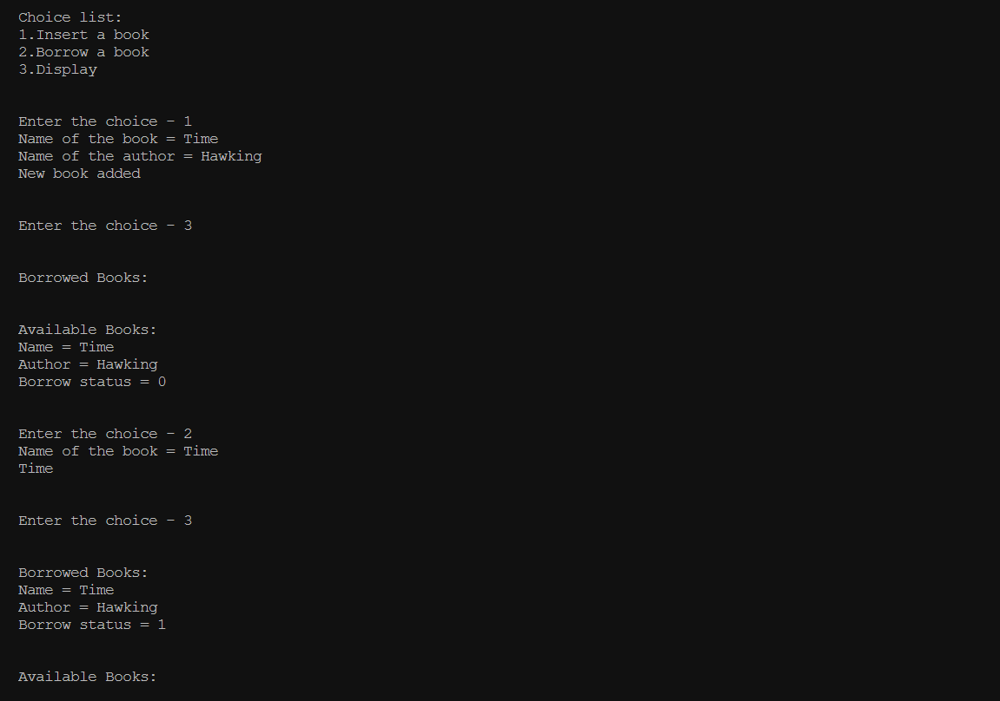 Choice list:
1.Insert a book
2.Borrow a book
3.Display
Enter the choice - 1
Name of the book = Time
Name of the author = Hawking
New book added
Enter the choice - 3
Borrowed Books:
Available Books:
Name = Time
Author = Hawking
Borrow status = 0
Enter the choice - 2
Name of the book = Time
Time
Enter the choice - 3
Borrowed Books:
Name = Time
Author = Hawking
Borrow status = 1
Available Books: